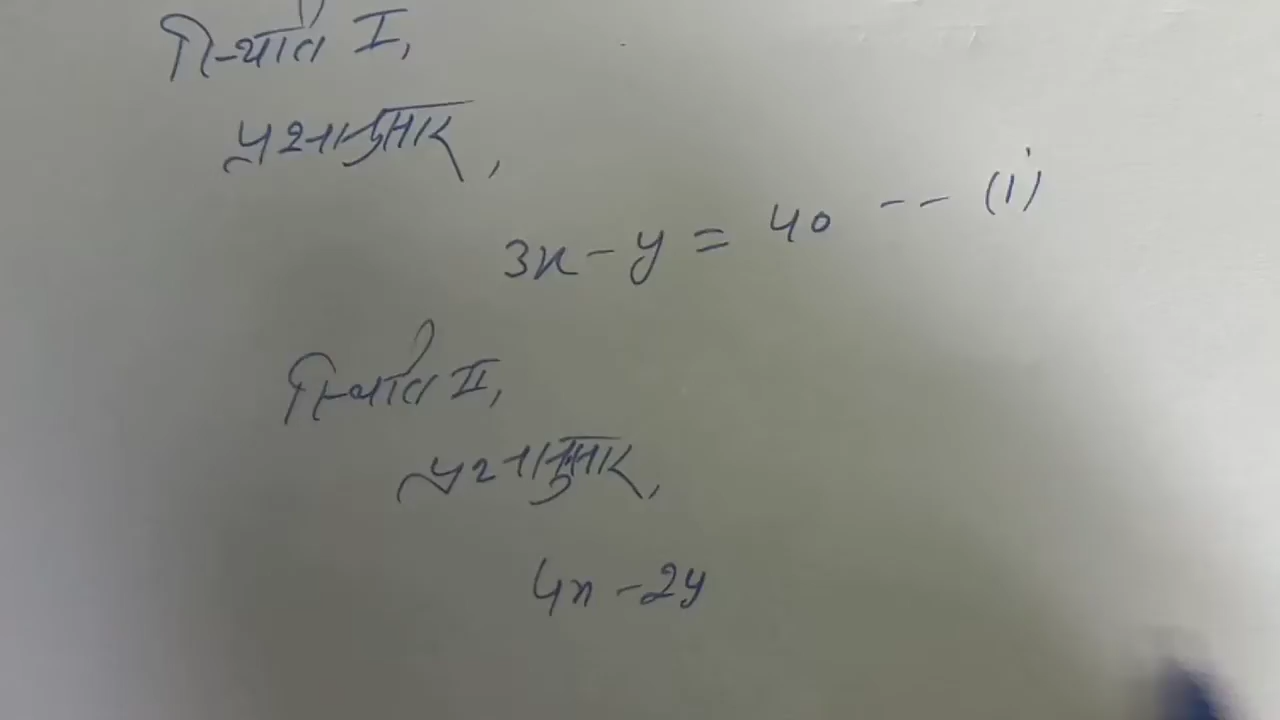 स्थिति I,
प्रश्नानुसार,
3x - y = 40 -- (i)
स्थिति II,
प्रश्नानुसार,
4x - 2y